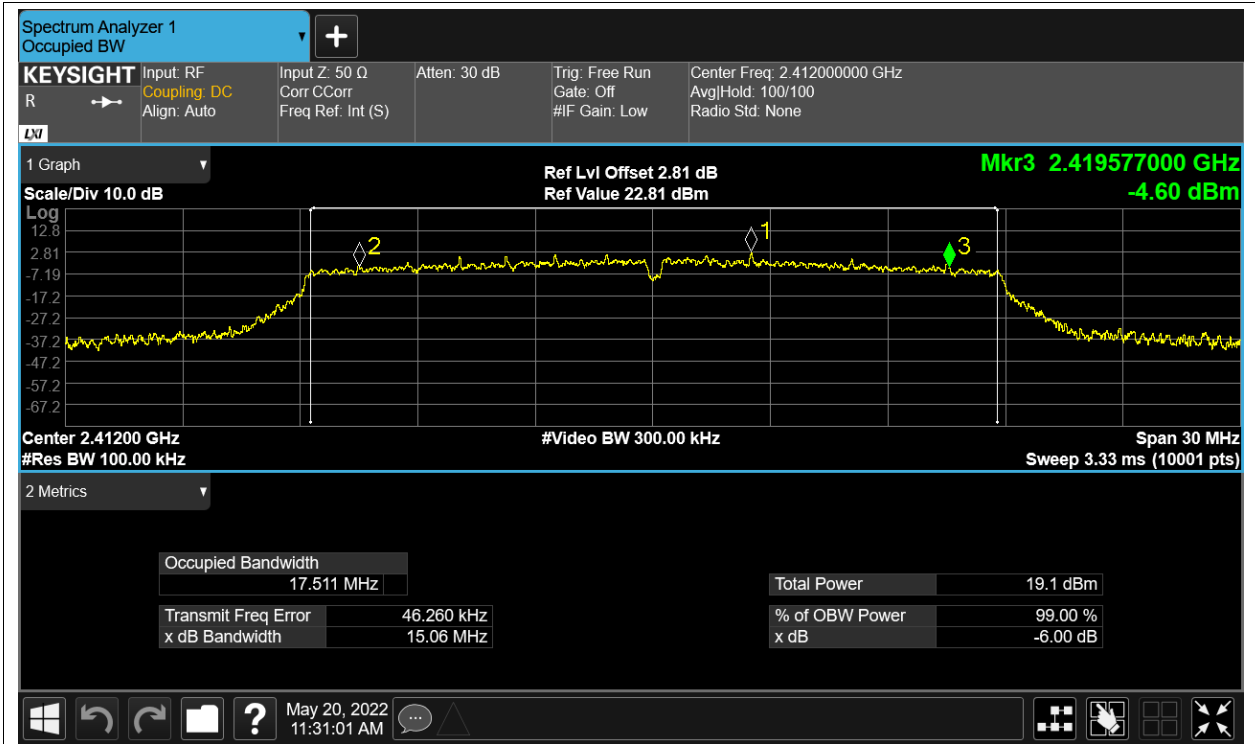 Spectrum Analyzer 1
Occupied BW
KEYSIGHT
R
LXI
Input: RF
Coupling: DC
Align: Auto
Input Z: 50 Ω
Corr CCorr
Freq Ref: Int (S)
Atten: 30 dB
Trig: Free Run
Gate: Off
#IF Gain: Low
Center Freq: 2.412000000 GHz
Avg|Hold: 100/100
Radio Std: None
1 Graph
Scale/Div 10.0 dB
Ref Lvl Offset 2.81 dB
Ref Value 22.81 dBm
Mkr3 2.419577000 GHz
-4.60 dBm
Log
12.8
2.81
-7.19
-17.2
-27.2
-37.2
-47.2
-57.2
-67.2
2
1
3
Center 2.41200 GHz
#Res BW 100.00 kHz
#Video BW 300.00 kHz
Span 30 MHz
Sweep 3.33 ms (10001 pts)
2 Metrics
Occupied Bandwidth
17.511 MHz
Transmit Freq Error 46.260 kHz
x dB Bandwidth 15.06 MHz
Total Power 19.1 dBm
% of OBW Power 99.00 %
x dB -6.00 dB
?
May 20, 2022
11:31:01 AM